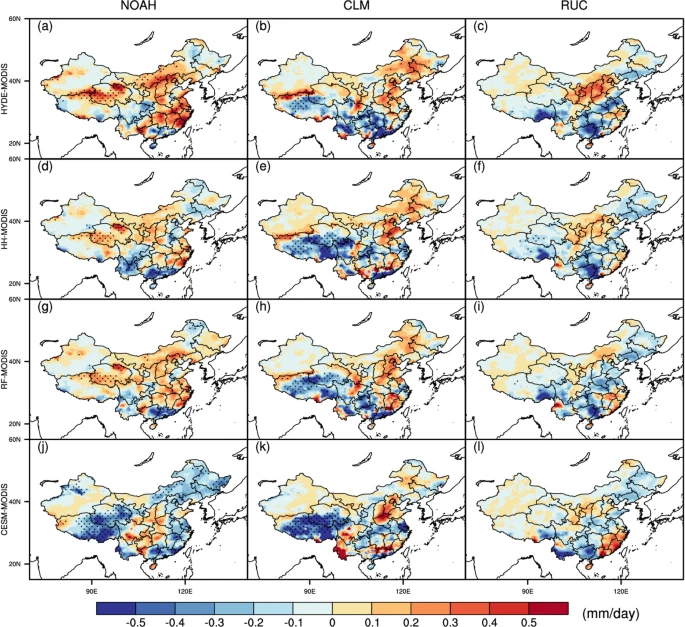 NOAH CLM RUC
(a) (b) (c)
60N
40N
20N
60N
HYDE-MODIS
(d) (e) (f)
40N
20N
60N
HH-MODIS
(g) (h) (i)
40N
20N
60N
RF-MODIS
(j) (k) (l)
40N
20N
CESM-MODIS
90E 120E 90E 120E 90E 120E
-0.5 -0.4 -0.3 -0.2 -0.1 0 0.1 0.2 0.3 0.4 0.5 (mm/day)